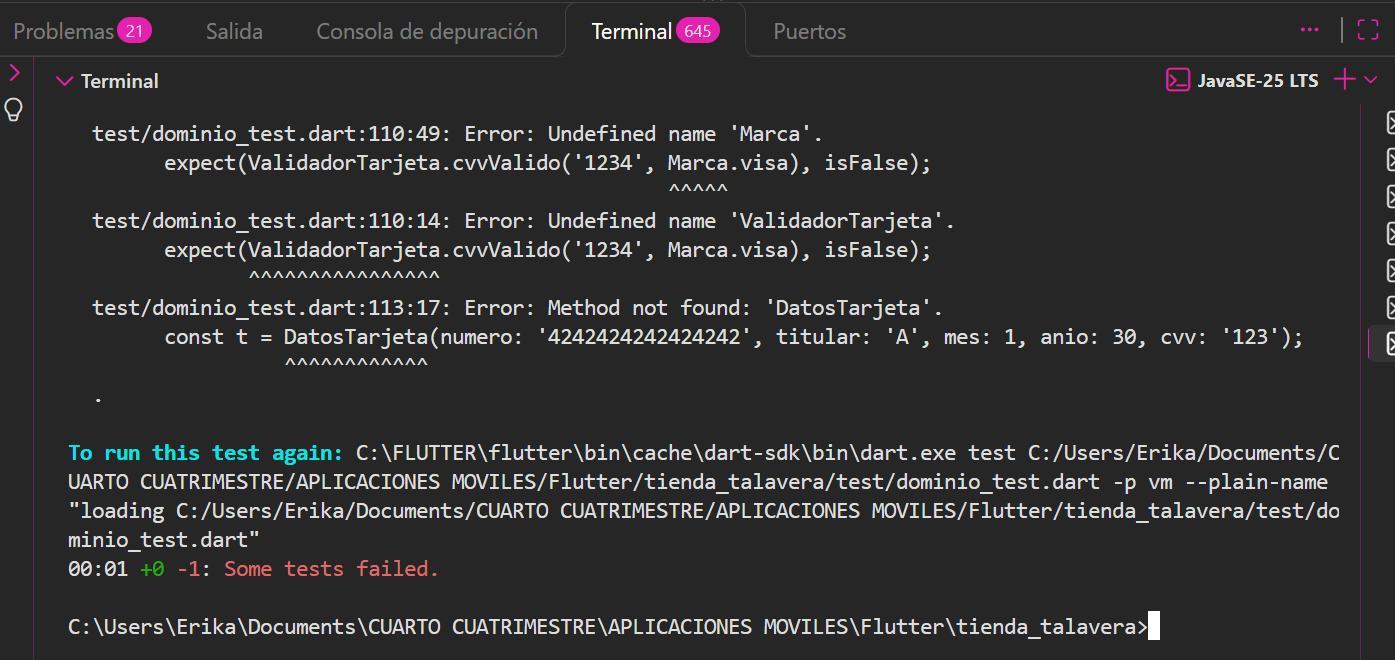 Problemas 21 Salida Consola de depuración Terminal 645 Puertos
Terminal JavaSE-25 LTS
test/dominio_test.dart:110:49: Error: Undefined name 'Marca'.
expect(ValidadorTarjeta.cvvValido('1234', Marca.visa), isFalse);
^^^^^
test/dominio_test.dart:110:14: Error: Undefined name 'ValidadorTarjeta'.
expect(ValidadorTarjeta.cvvValido('1234', Marca.visa), isFalse);
^^^^^^^^^^^^^^^^
test/dominio_test.dart:113:17: Error: Method not found: 'DatosTarjeta'.
const t = DatosTarjeta(numero: '4242424242424242', titular: 'A', mes: 1, anio: 30, cvv: '123');
^^^^^^^^^^^^
.
To run this test again: C:\FLUTTER\flutter\bin\cache\dart-sdk\bin\dart.exe test C:/Users/Erika/Documents/C
UARTO CUATRIMESTRE/APLICACIONES MOVILES/Flutter/tienda_talavera/test/dominio_test.dart -p vm --plain-name
"loading C:/Users/Erika/Documents/CUARTO CUATRIMESTRE/APLICACIONES MOVILES/Flutter/tienda_talavera/test/do
minio_test.dart"
00:01 +0 -1: Some tests failed.
C:\Users\Erika\Documents\CUARTO CUATRIMESTRE\APLICACIONES MOVILES\Flutter\tienda_talavera>